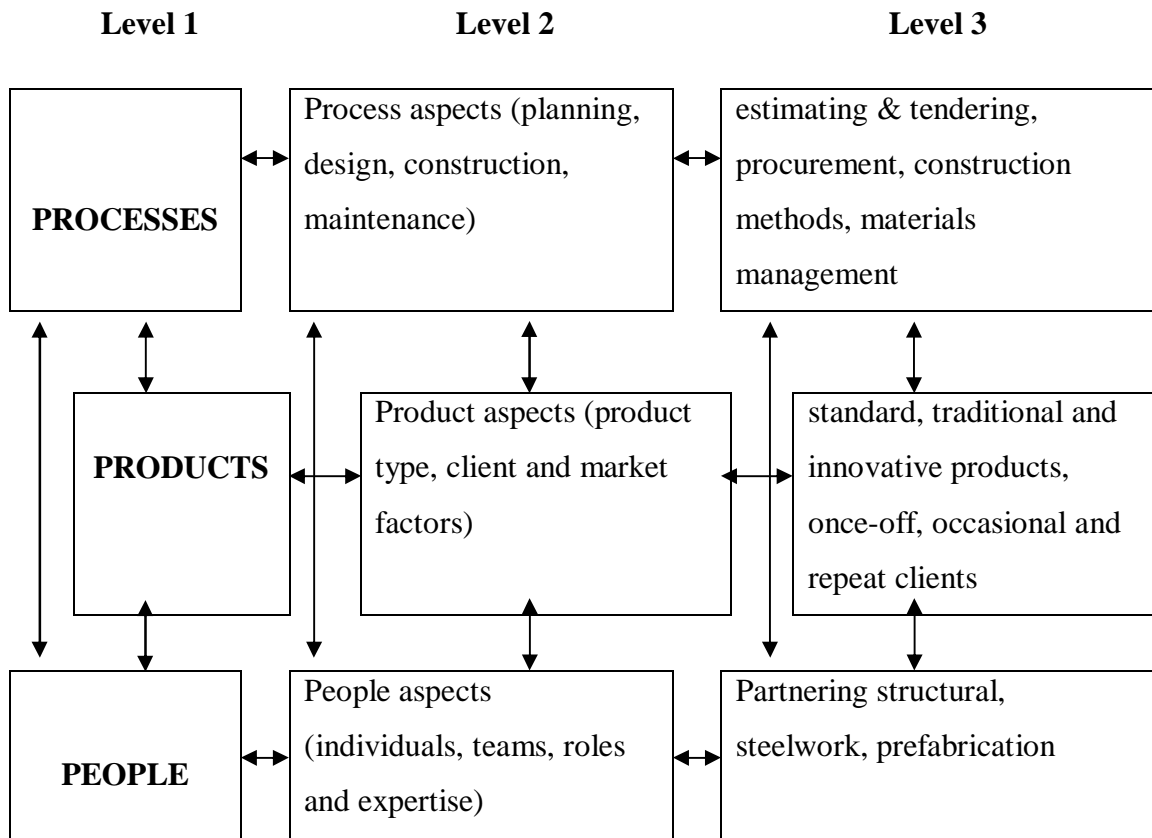 Level 1 Level 2 Level 3
PROCESSES
Process aspects (planning,
design, construction,
maintenance)
estimating & tendering,
procurement, construction
methods, materials
management
PRODUCTS
Product aspects (product
type, client and market
factors)
standard, traditional and
innovative products,
once-off, occasional and
repeat clients
PEOPLE
People aspects
(individuals, teams, roles
and expertise)
Partnering structural,
steelwork, prefabrication